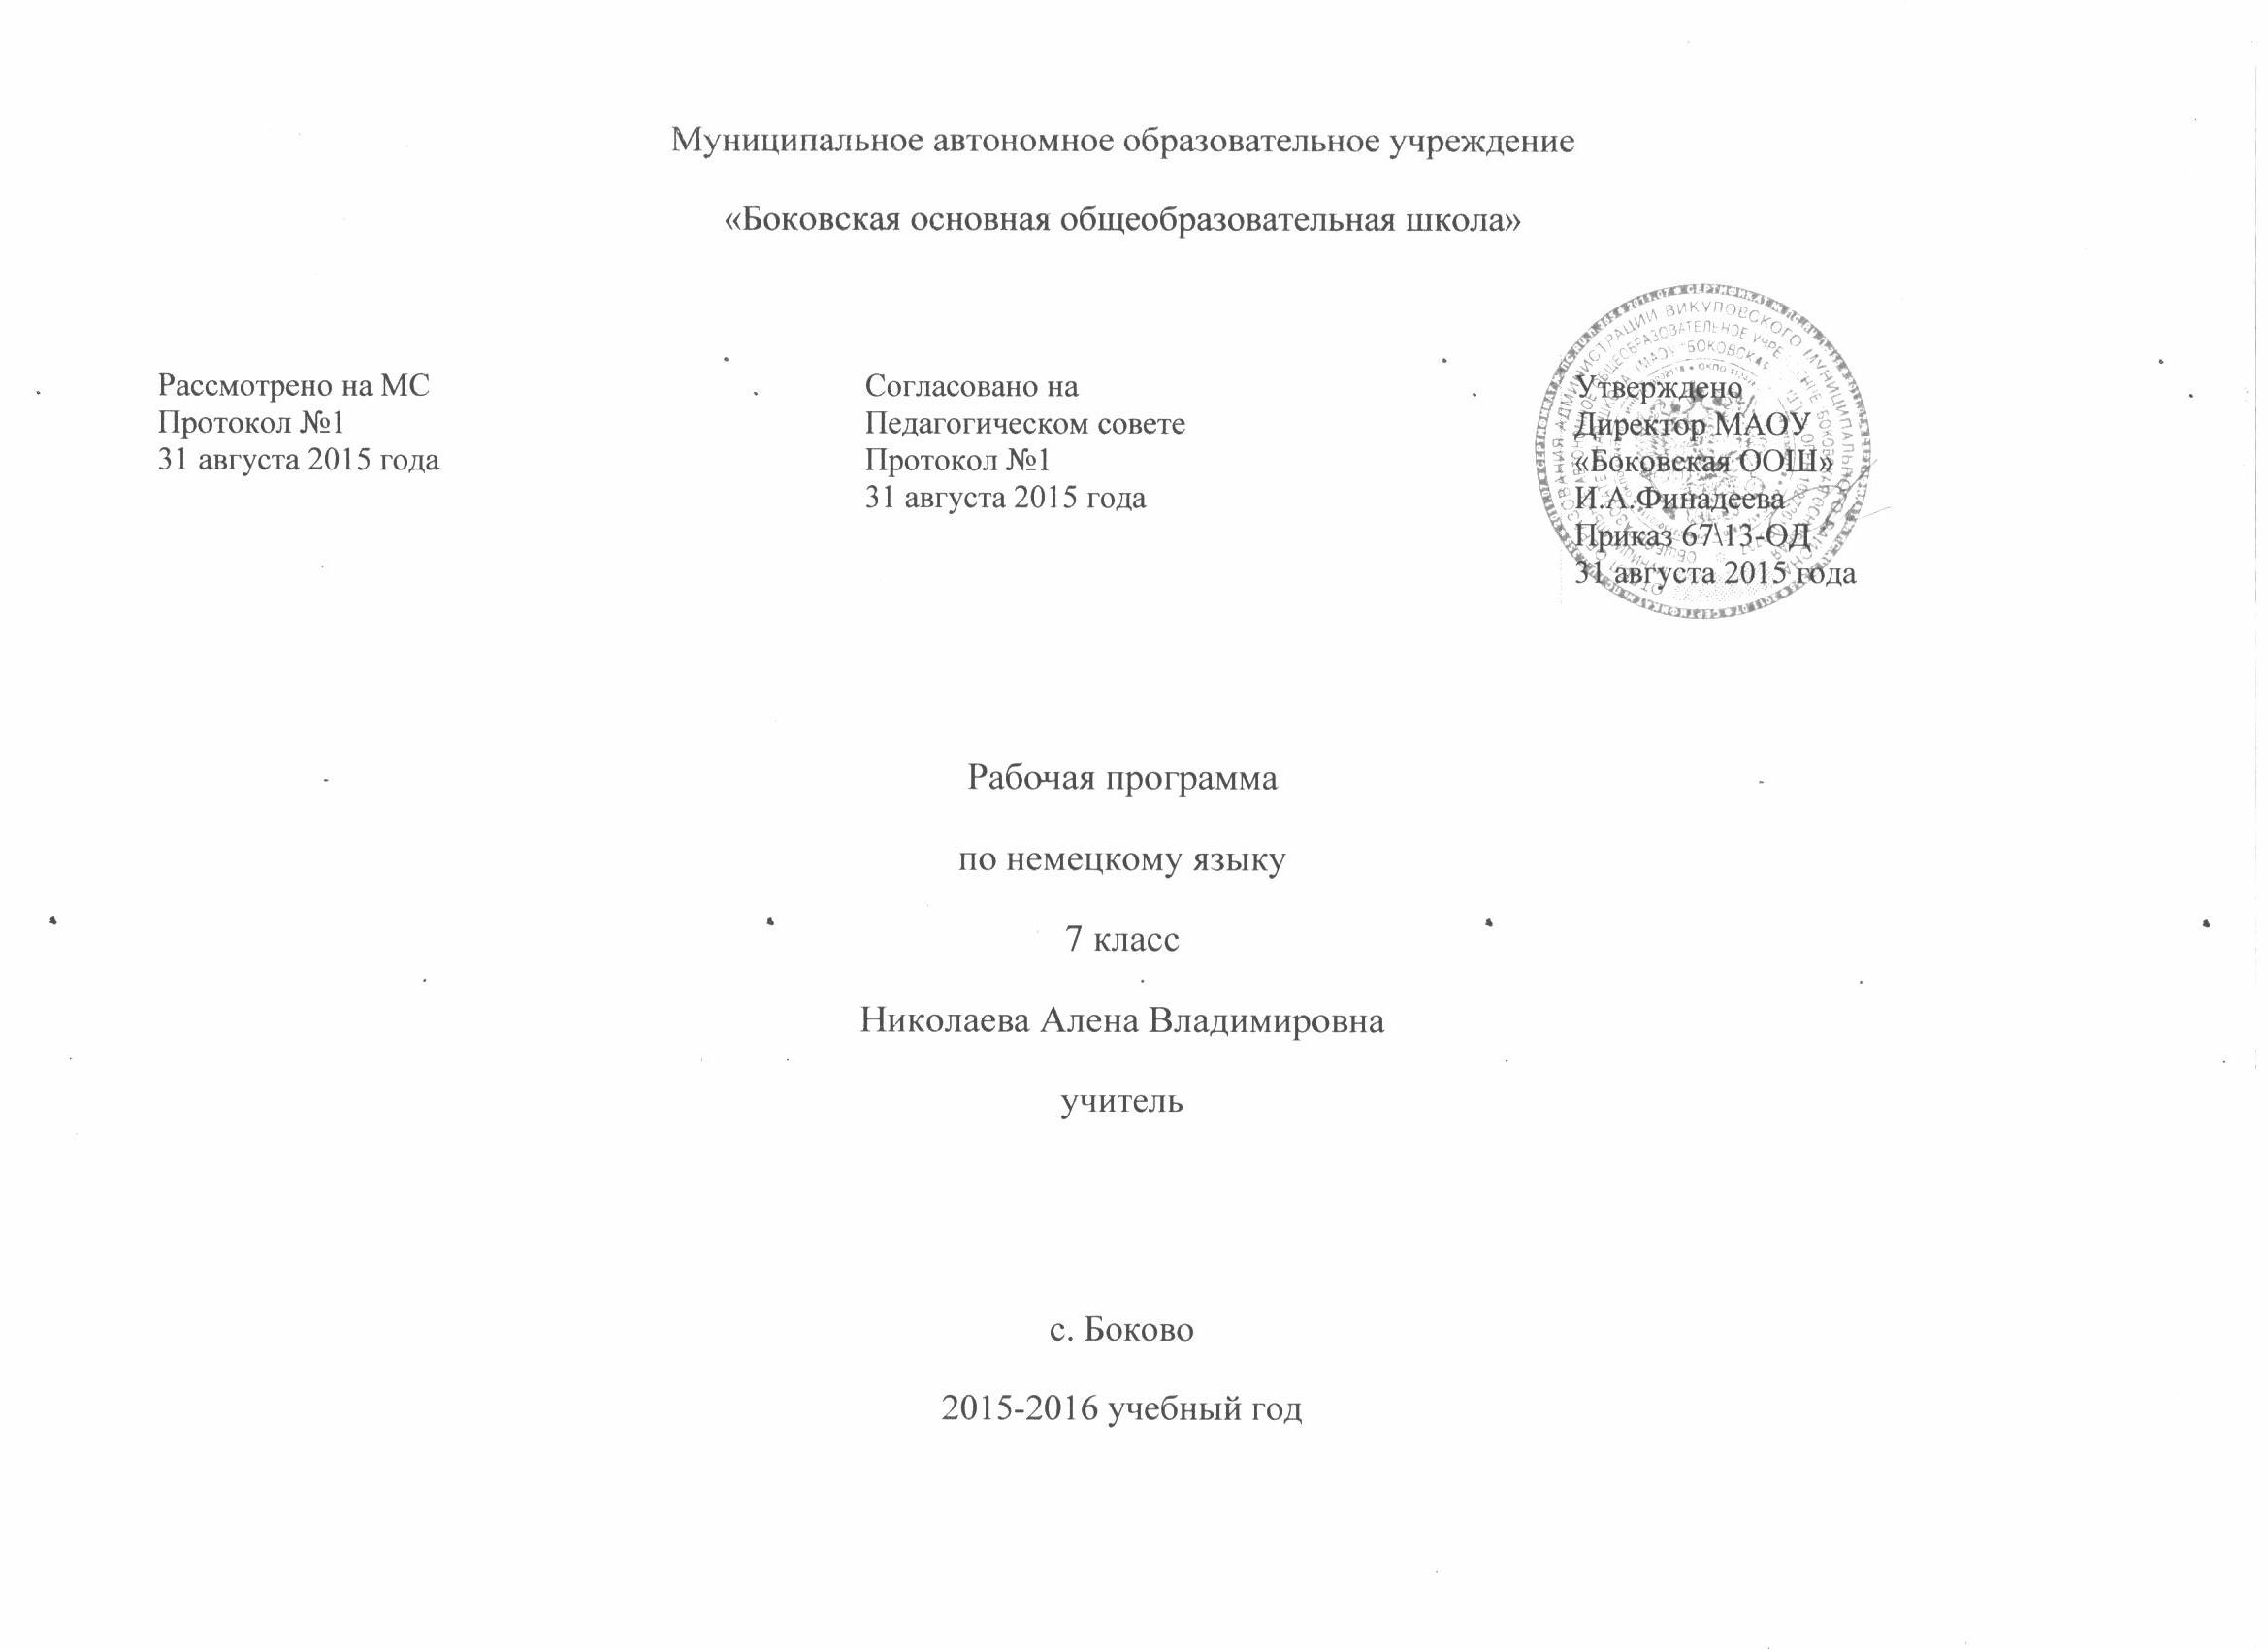 Муниципальное автономное образовательное учреждение
«Боковская основная общеобразовательная школа»
Рассмотрено на МС
Протокол №1
31 августа 2015 года
Согласовано на
Педагогическом совете
Протокол №1
31 августа 2015 года
Утверждено
Директор МАОУ
«Боковская ООШ»
И.А.Финадеева
Приказ 67\13-ОД
31 августа 2015 года
Рабочая программа
по немецкому языку
7 класс
Николаева Алена Владимировна
учитель
с. Боково
2015-2016 учебный год